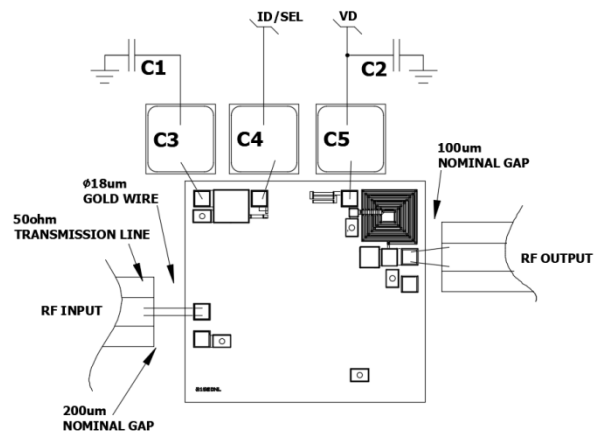 ID/SEL
VD
C1
C2
C3
C4
C5
100um
NOMINAL GAP
ϕ18um
GOLD WIRE
50ohm
TRANSMISSION LINE
RF INPUT
RF OUTPUT
200um
NOMINAL GAP